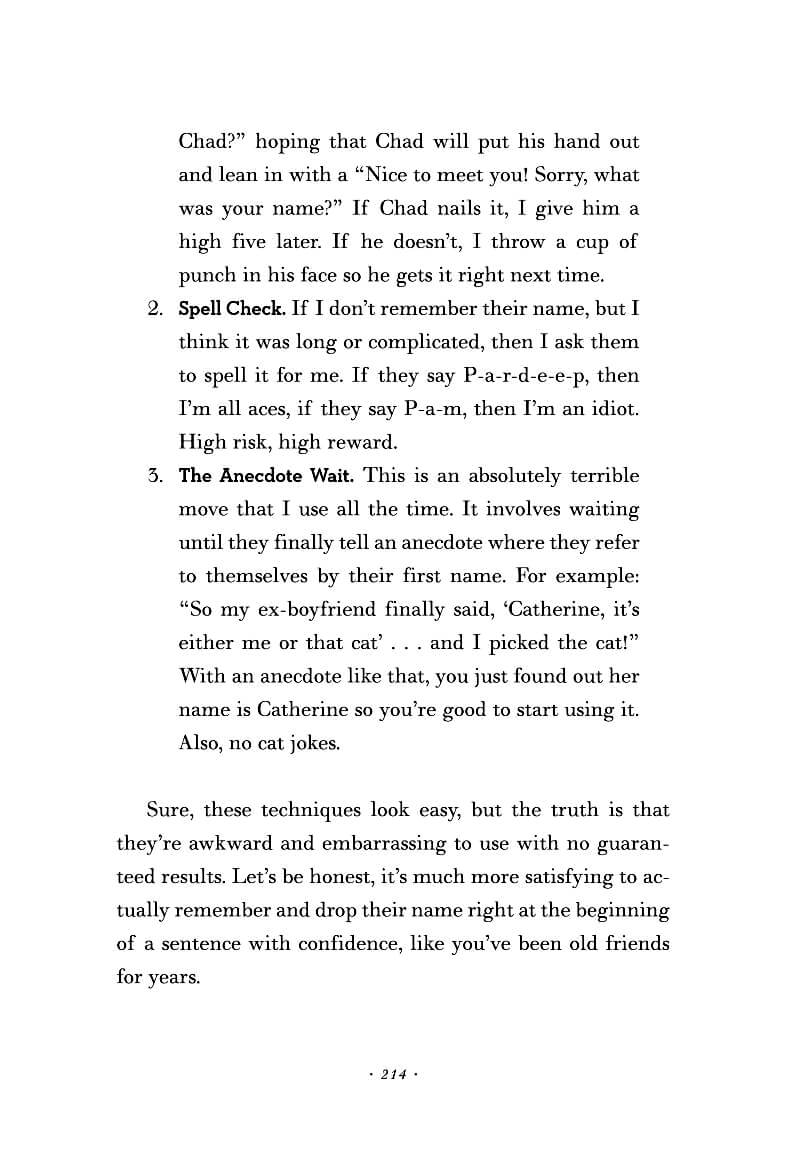 Chad?” hoping that Chad will put his hand out
and lean in with a “Nice to meet you! Sorry, what
was your name?” If Chad nails it, I give him a
high five later. If he doesn’t, I throw a cup of
punch in his face so he gets it right next time.
2. Spell Check. If I don’t remember their name, but I
think it was long or complicated, then I ask them
to spell it for me. If they say P-a-r-d-e-e-p, then
I’m all aces, if they say P-a-m, then I’m an idiot.
High risk, high reward.
3. The Anecdote Wait. This is an absolutely terrible
move that I use all the time. It involves waiting
until they finally tell an anecdote where they refer
to themselves by their first name. For example:
“So my ex-boyfriend finally said, ‘Catherine, it’s
either me or that cat’ . . . and I picked the cat!”
With an anecdote like that, you just found out her
name is Catherine so you’re good to start using it.
Also, no cat jokes.
Sure, these techniques look easy, but the truth is that
they’re awkward and embarrassing to use with no guaran-
teed results. Let’s be honest, it’s much more satisfying to ac-
tually remember and drop their name right at the beginning
of a sentence with confidence, like you’ve been old friends
for years.
· 214 ·